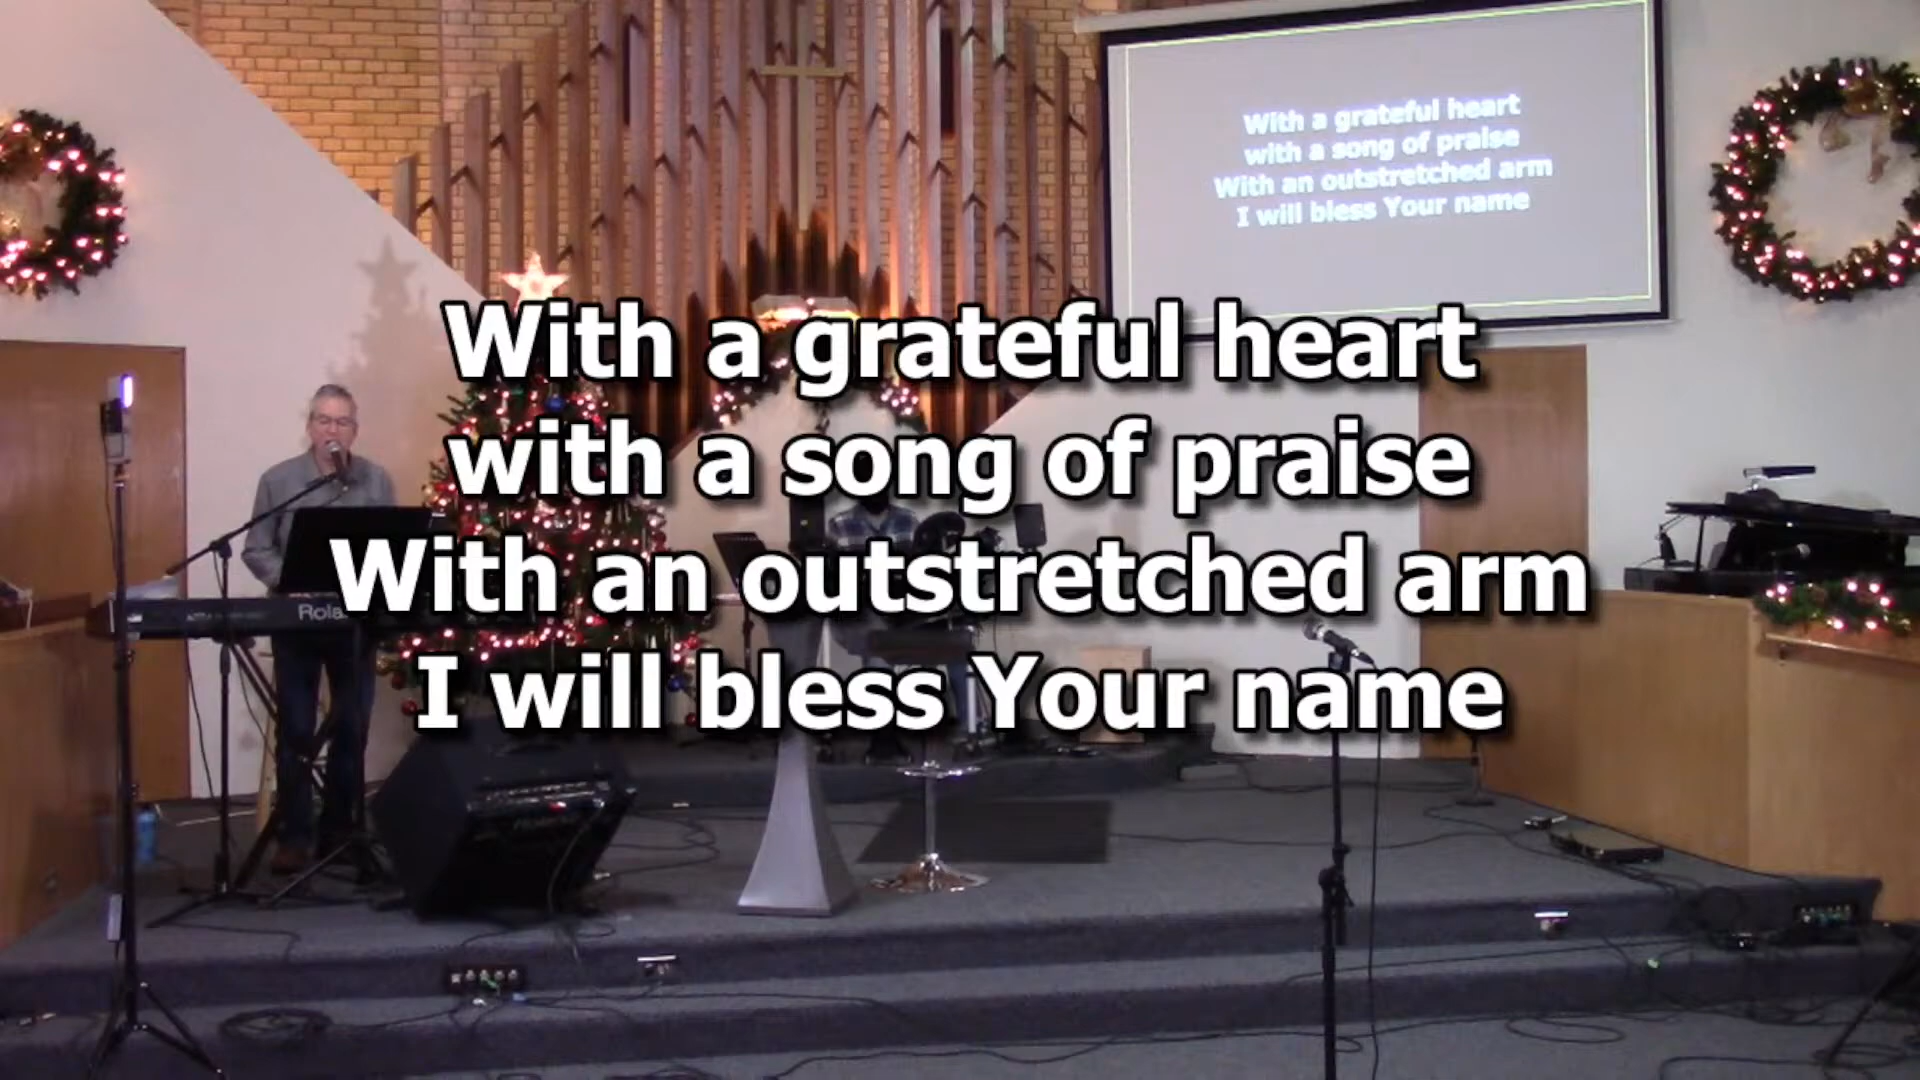 With a grateful heart
with a song of praise
With an outstretched arm
I will bless Your name
With a grateful heart
with a song of praise
With an outstretched arm
I will bless Your name